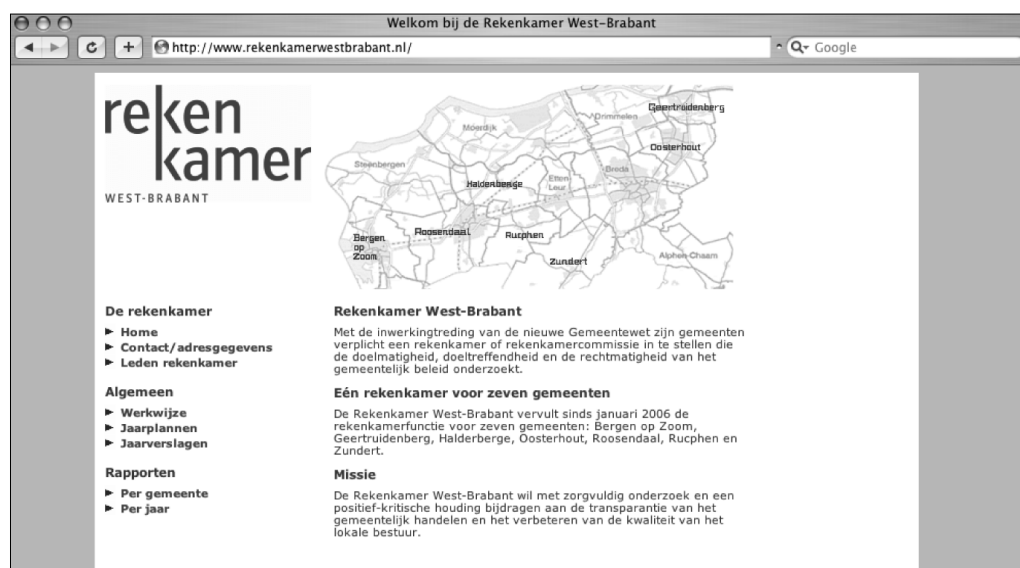 Welkom bij de Rekenkamer West-Brabant
http://www.rekenkamerwestbrabant.nl/
Google
reken
kamer
WEST-BRABANT
Geertruidenberg
Drimmelen
Moerdijk
Oosterhout
Steenbergen
Breda
Halderberge
Etten
Leur
Roosendaal
Rucphen
Bergen
op
Zoom
Zundert
Alphen-Chaam
De rekenkamer
► Home
► Contact/adresgegevens
► Leden rekenkamer
Algemeen
► Werkwijze
► Jaarplannen
► Jaarverslagen
Rapporten
► Per gemeente
► Per jaar
Rekenkamer West-Brabant
Met de inwerkingtreding van de nieuwe Gemeentewet zijn gemeenten
verplicht een rekenkamer of rekenkamercommissie in te stellen die
de doelmatigheid, doeltreffendheid en de rechtmatigheid van het
gemeentelijk beleid onderzoekt.
Eén rekenkamer voor zeven gemeenten
De Rekenkamer West-Brabant vervult sinds januari 2006 de
rekenkamerfunctie voor zeven gemeenten: Bergen op Zoom,
Geertruidenberg, Halderberge, Oosterhout, Roosendaal, Rucphen en
Zundert.
Missie
De Rekenkamer West-Brabant wil met zorgvuldig onderzoek en een
positief-kritische houding bijdragen aan de transparantie van het
gemeentelijk handelen en het verbeteren van de kwaliteit van het
lokale bestuur.